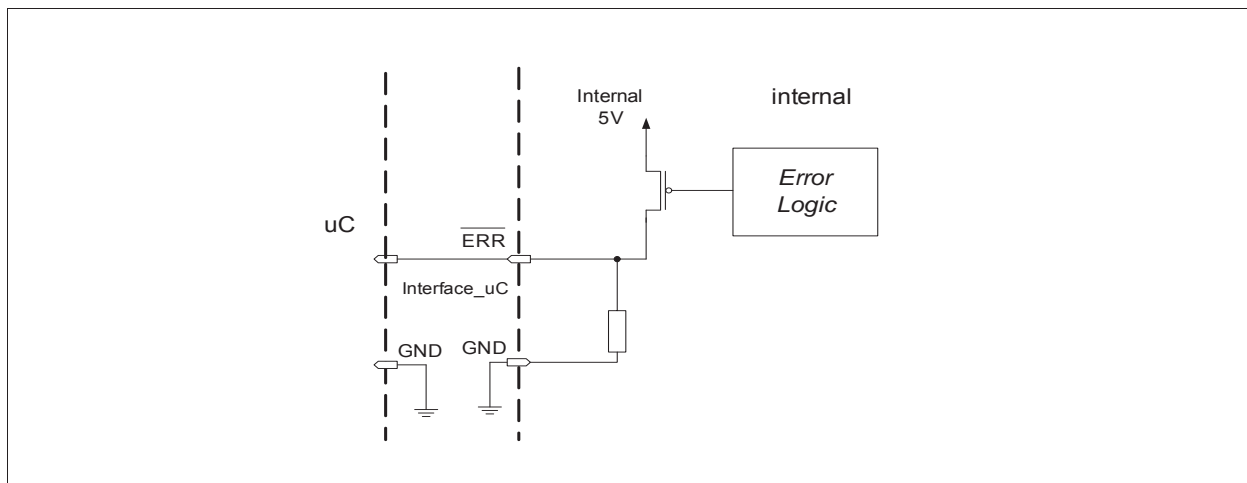 Internal
5V
internal
Error
Logic
uC
ERR
Interface_uC
GND
GND